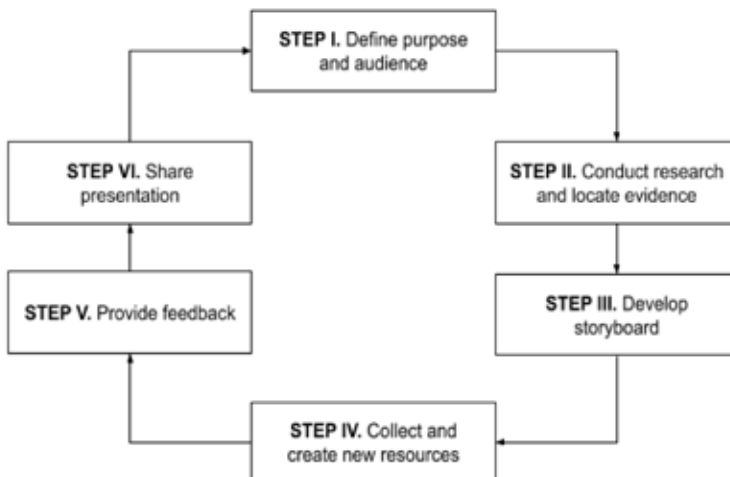 STEP I. Define purpose
and audience
STEP II. Conduct research
and locate evidence
STEP III. Develop
storyboard
STEP IV. Collect and
create new resources
STEP V. Provide feedback
STEP VI. Share
presentation